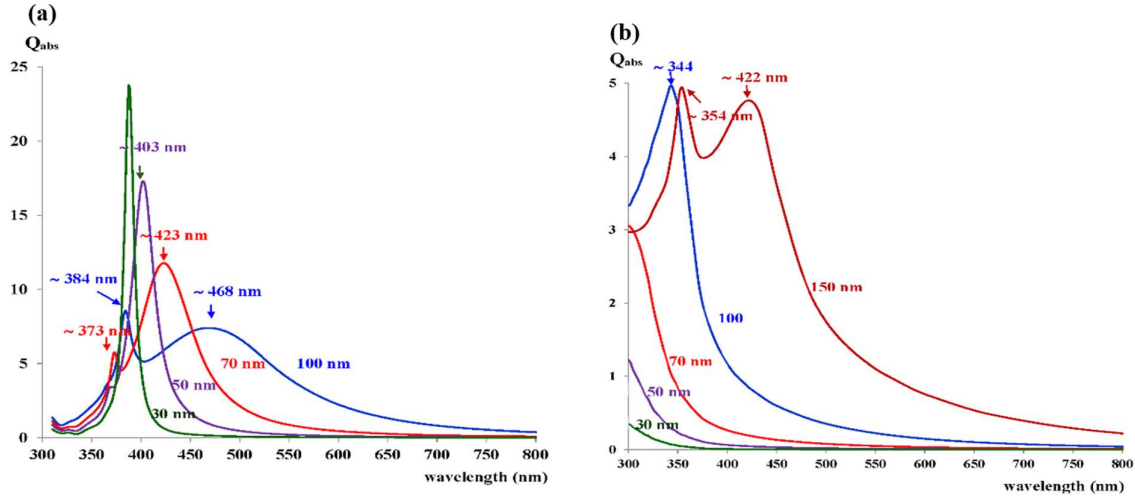 (a)
Q_abs
25
20
15
10
5
0
300 350 400 450 500 550 600 650 700 750 800
wavelength (nm)
~ 403 nm
~ 423 nm
~ 384 nm
~ 468 nm
~ 373 nm
70 nm
100 nm
50 nm
30 nm
(b)
Q_abs
5
4
3
2
1
0
300 350 400 450 500 550 600 650 700 750 800
wavelength (nm)
~ 344
~ 422 nm
~ 354 nm
150 nm
100
70 nm
50 nm
30 nm